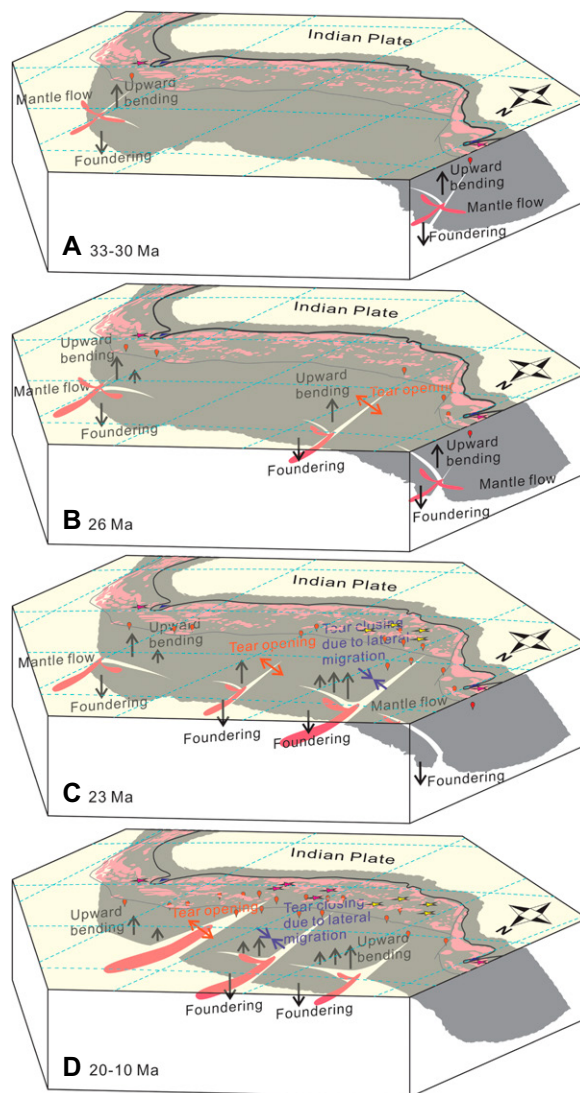 Indian Plate
Mantle flow
Upward
bending
Foundering
N
Upward
bending
Mantle flow
Foundering
A
33-30 Ma
Indian Plate
Upward
bending
Mantle flow
Foundering
Upward
bending
Tear opening
Foundering
N
Upward
bending
Mantle flow
Foundering
B
26 Ma
Indian Plate
Upward
bending
Mantle flow
Foundering
Tear opening
Foundering
Tear closing
due to lateral
migration
Mantle flow
Foundering
N
Foundering
C
23 Ma
Indian Plate
Upward
bending
Tear opening
Tear closing
due to lateral
migration
Upward
bending
N
Foundering
Foundering
D
20-10 Ma